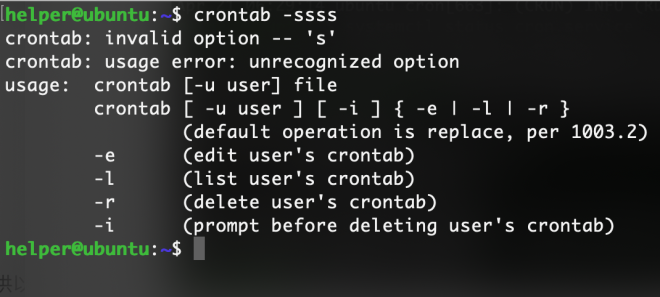 helper@ubuntu:~$ crontab -ssss
crontab: invalid option -- 's'
crontab: usage error: unrecognized option
usage:  crontab [-u user] file
        crontab [ -u user ] [ -i ] { -e | -l | -r }
                (default operation is replace, per 1003.2)
        -e      (edit user's crontab)
        -l      (list user's crontab)
        -r      (delete user's crontab)
        -i      (prompt before deleting user's crontab)
helper@ubuntu:~$